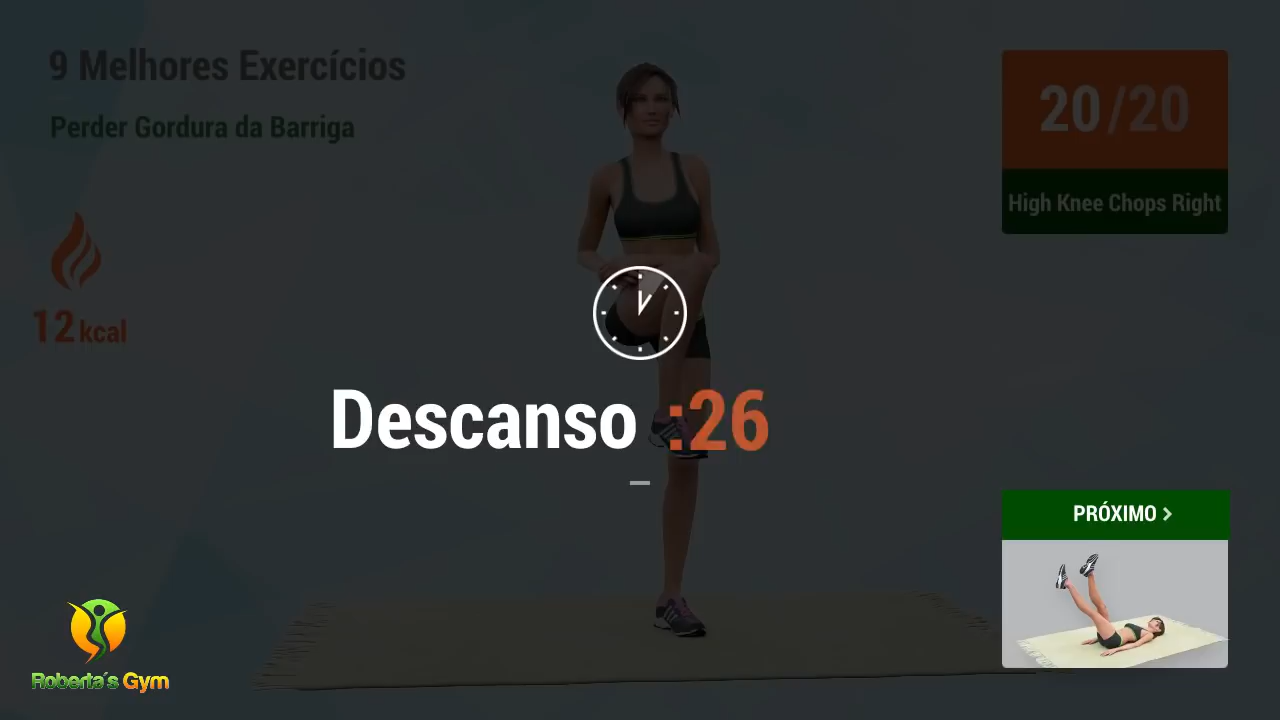 9 Melhores Exercícios
Perder Gordura da Barriga
20/20
High Knee Chops Right
12 kcal
Descanso :26
PRÓXIMO >
Roberta's Gym